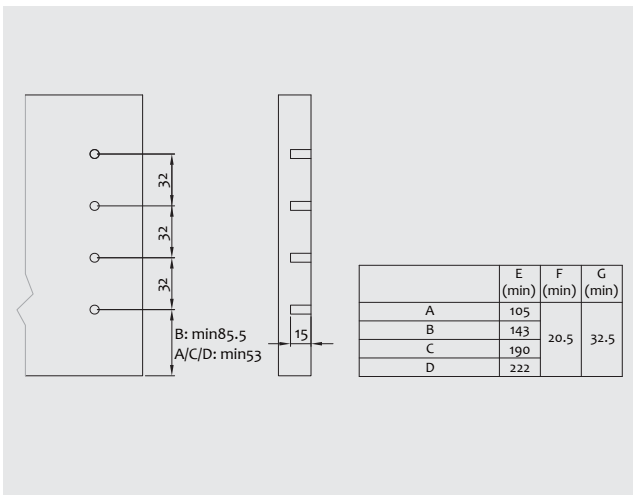 32
32
32
B: min85.5
A/C/D: min53
15
E F G
(min) (min) (min)
A 105
B 143
C 190
D 222
20.5 32.5